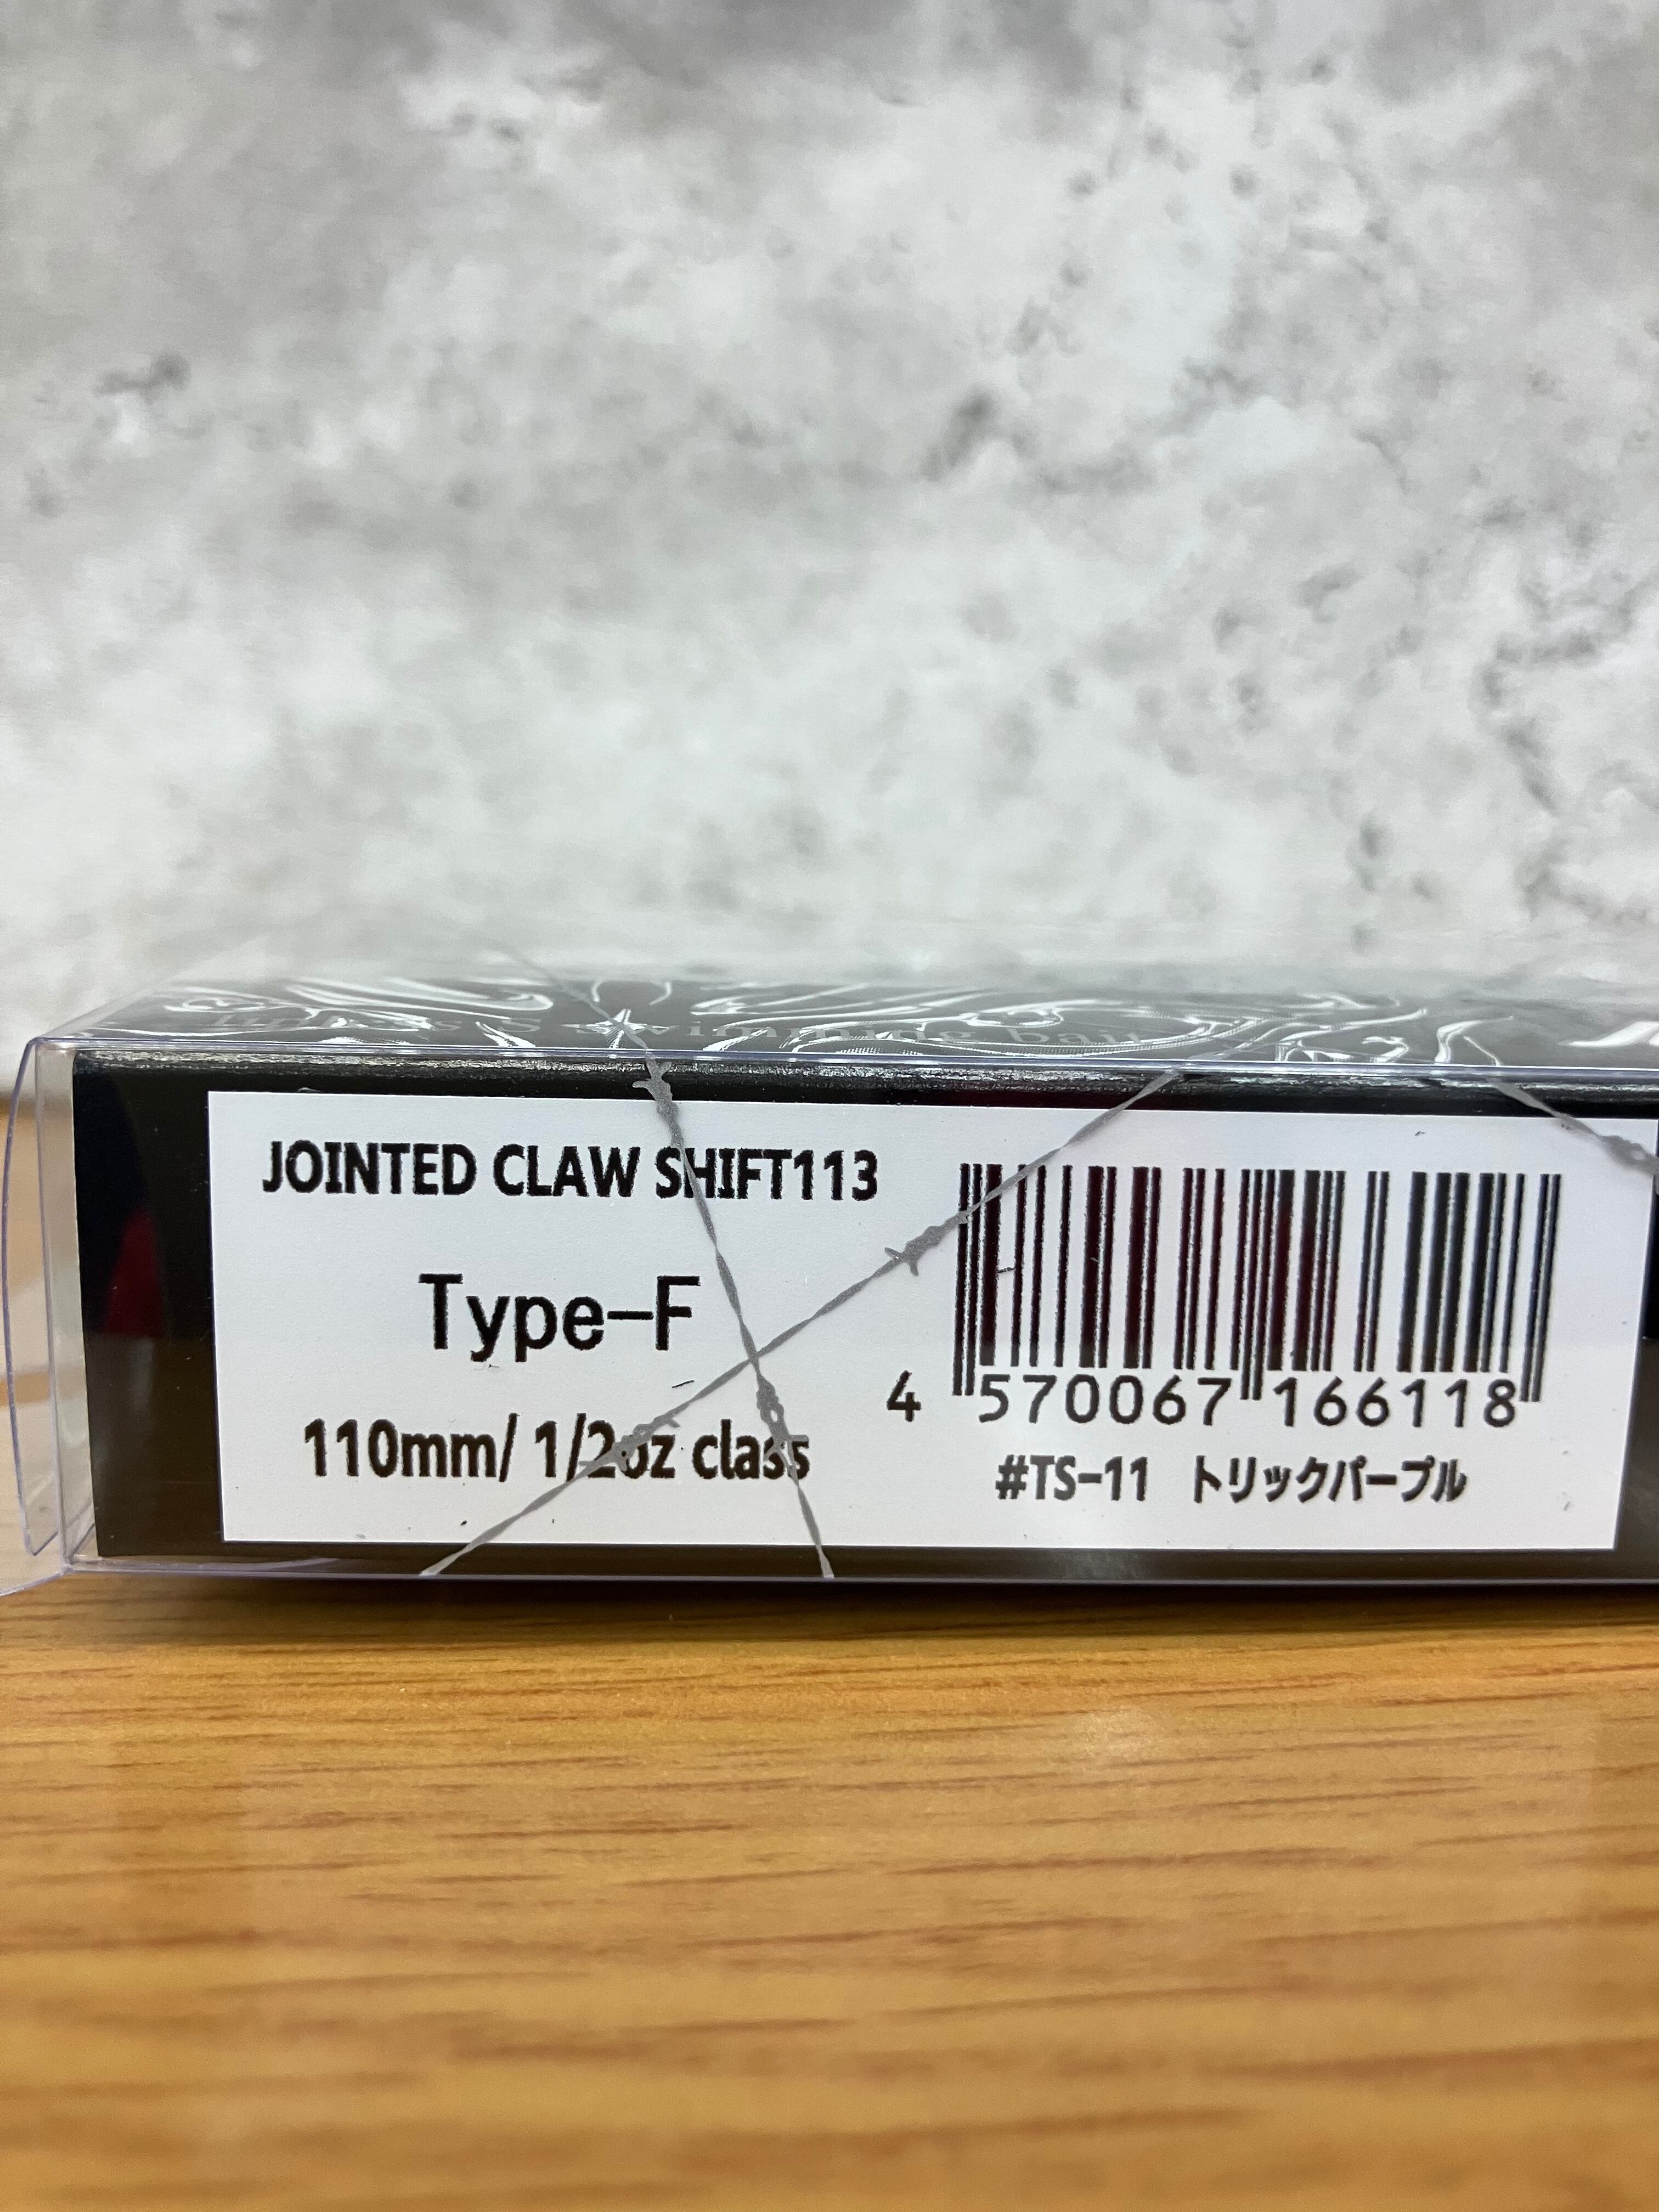 JOINTED CLAW SHIFT113
Type-F
110mm/ 1/2oz class
4 570067 166118
#TS-11 トリックパープル